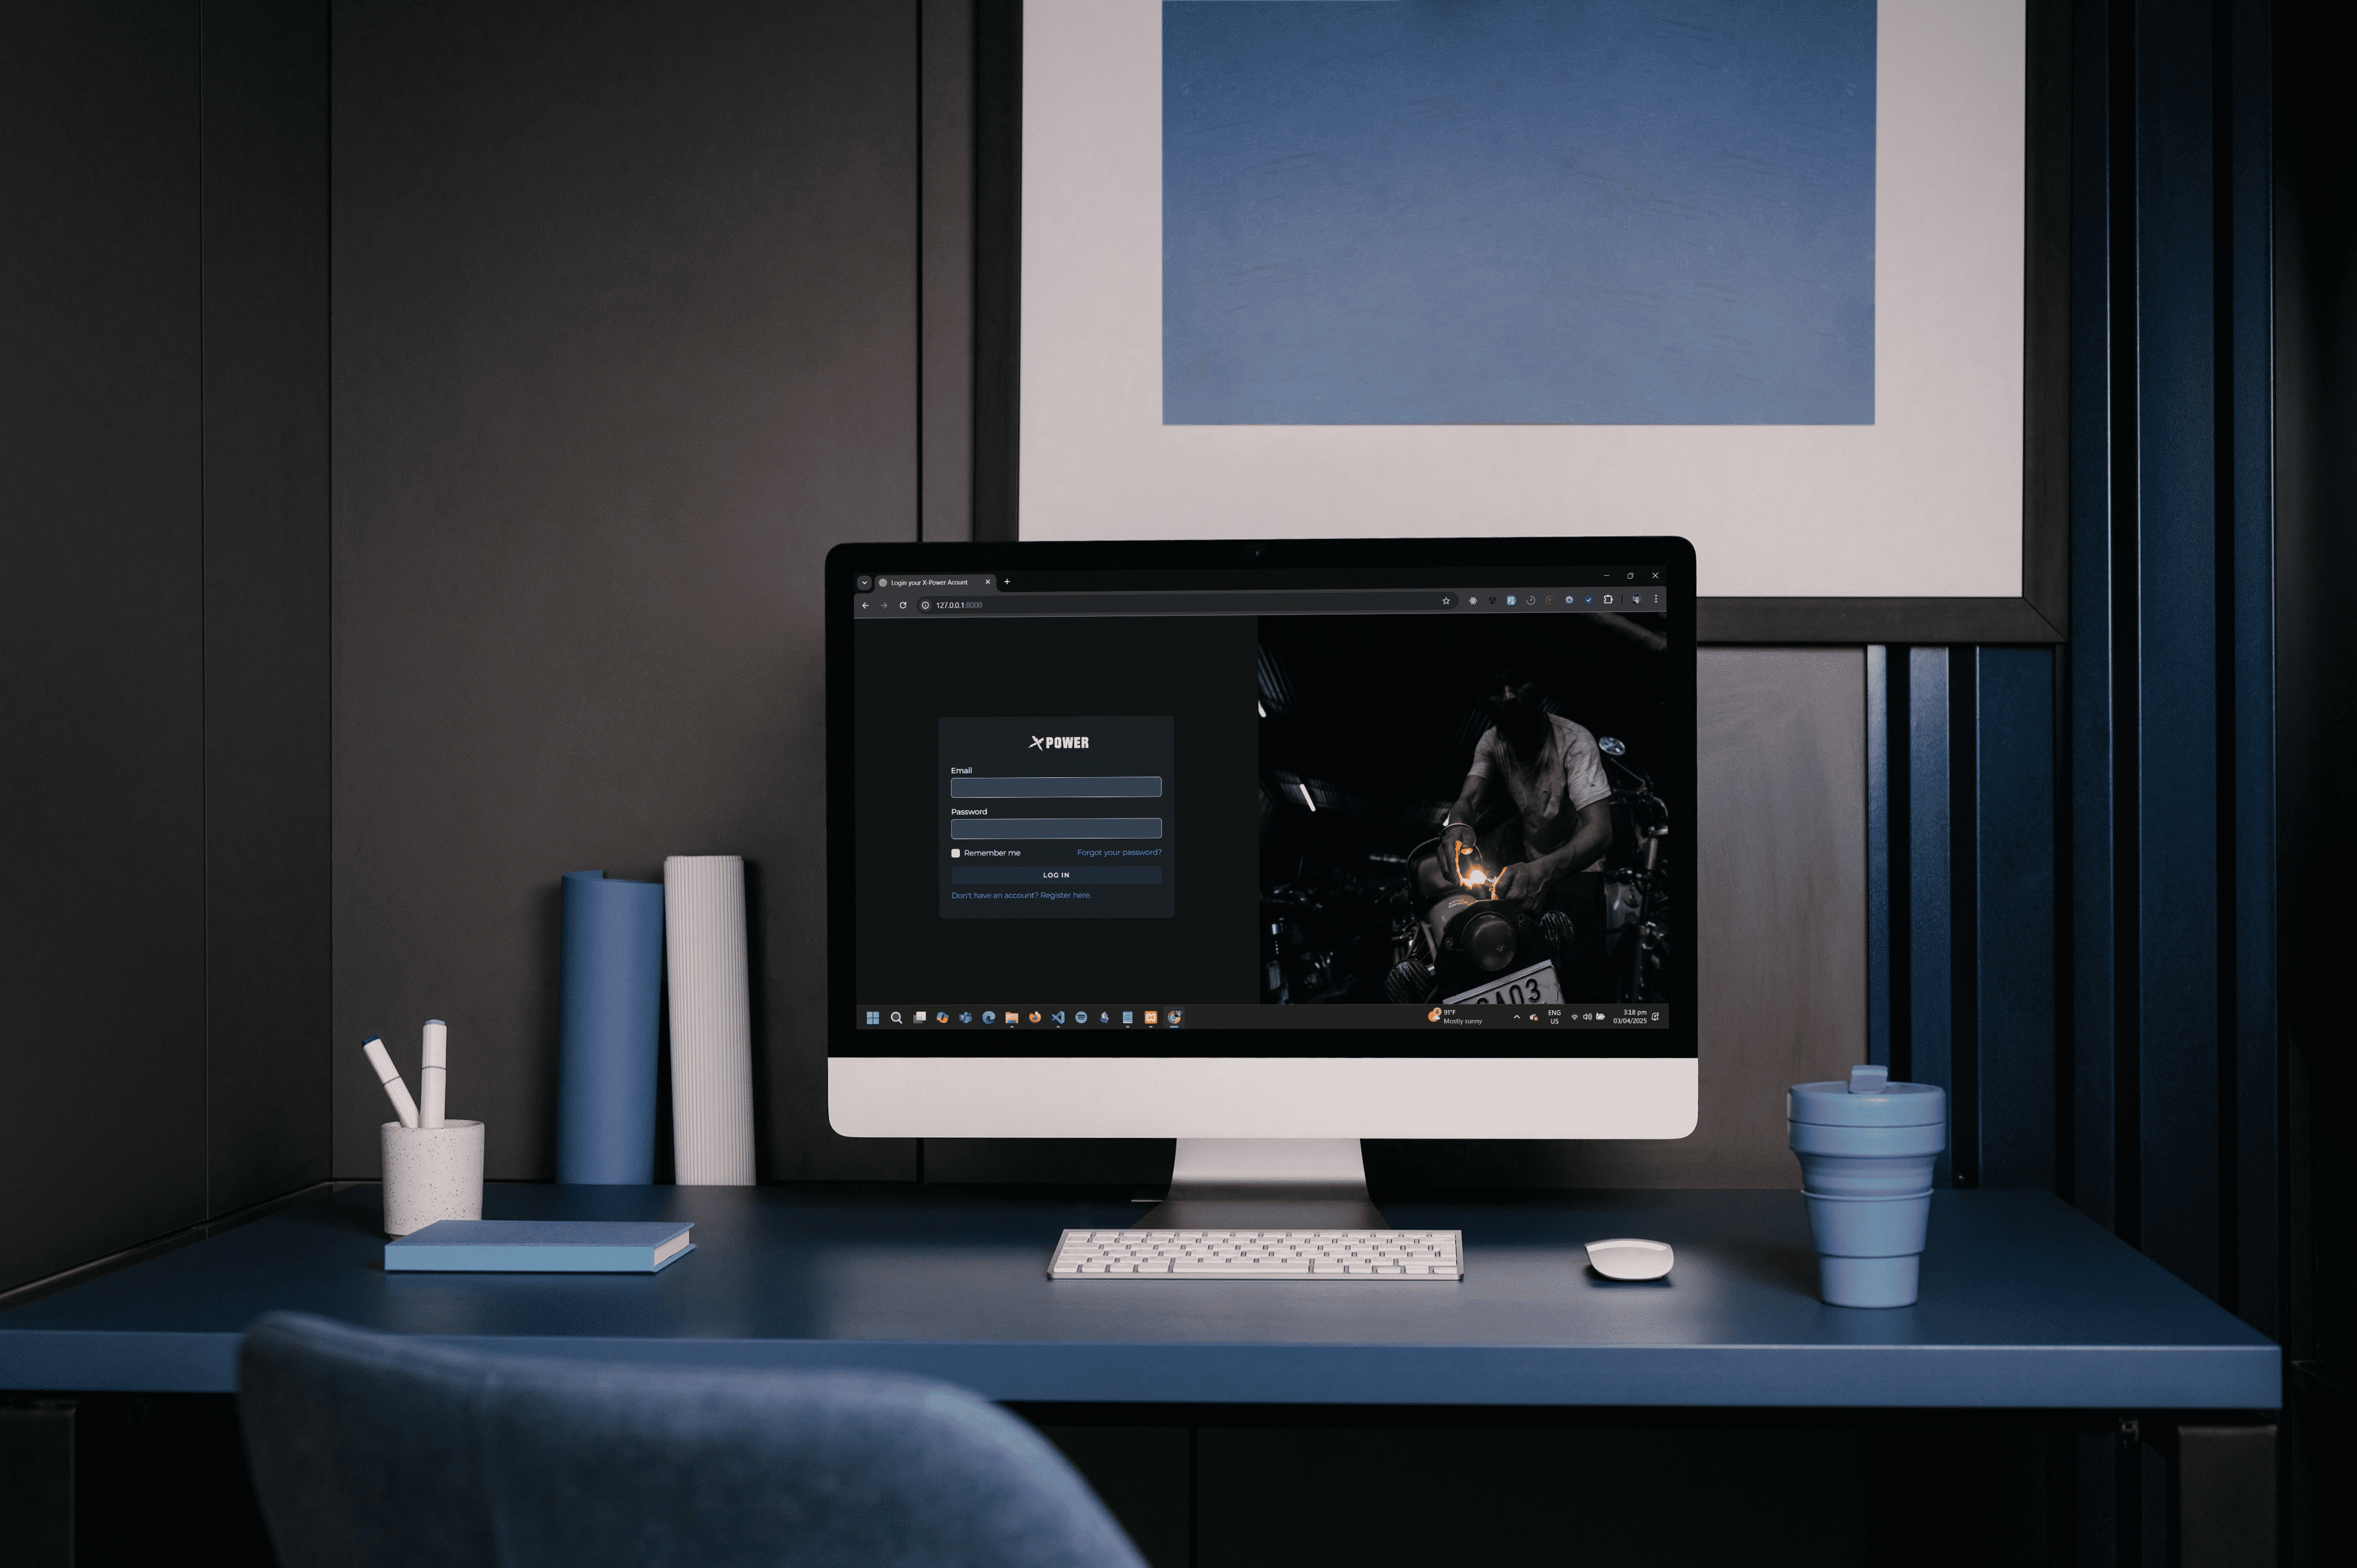 Login your X-Power Acount
127.0.0.1:8000
XPOWER
Email
Password
Remember me
Forgot your password?
LOG IN
Don't have an account? Register here.
91°F
Mostly sunny
ENG
US
3:18 pm
03/04/2025